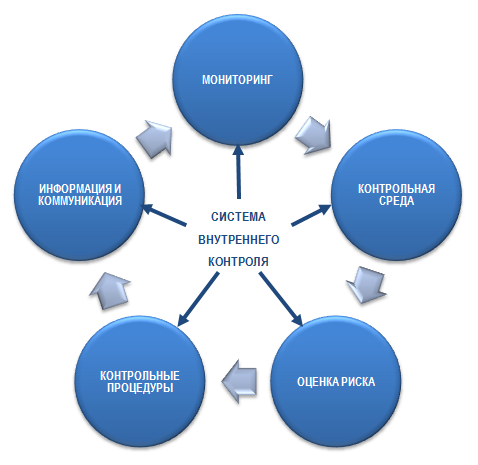 МОНИТОРИНГ
КОНТРОЛЬНАЯ
СРЕДА
ОЦЕНКА РИСКА
КОНТРОЛЬНЫЕ
ПРОЦЕДУРЫ
ИНФОРМАЦИЯ И
КОММУНИКАЦИЯ
СИСТЕМА
ВНУТРЕННЕГО
КОНТРОЛЯ